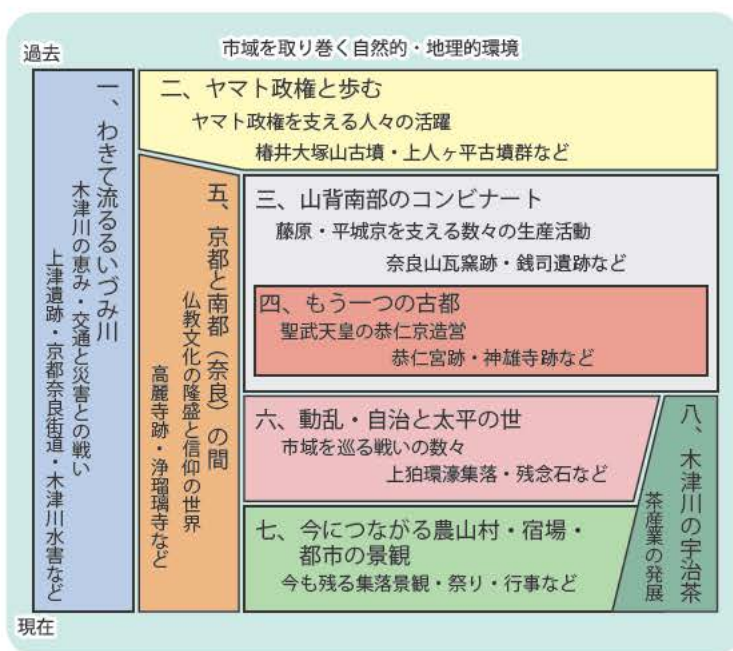 市域を取り巻く自然的・地理的環境
過去
一、わきて流るるいづみ川
木津川の恵み・交通と災害との戦い
上津遺跡・京都奈良街道・木津川水害など
二、ヤマト政権と歩む
ヤマト政権を支える人々の活躍
椿井大塚山古墳・上人ヶ平古墳群など
三、山背南部のコンビナート
藤原・平城京を支える数々の生産活動
奈良山瓦窯跡・銭司遺跡など
四、もう一つの古都
聖武天皇の恭仁京造営
恭仁宮跡・神雄寺跡など
五、京都と南都（奈良）の間
仏教文化の隆盛と信仰の世界
高麗寺跡・浄瑠璃寺など
六、動乱・自治と太平の世
市域を巡る戦いの数々
上狛環濠集落・残念石など
七、今につながる農山村・宿場・
都市の景観
今も残る集落景観・祭り・行事など
八、木津川の宇治茶
茶産業の発展
現在